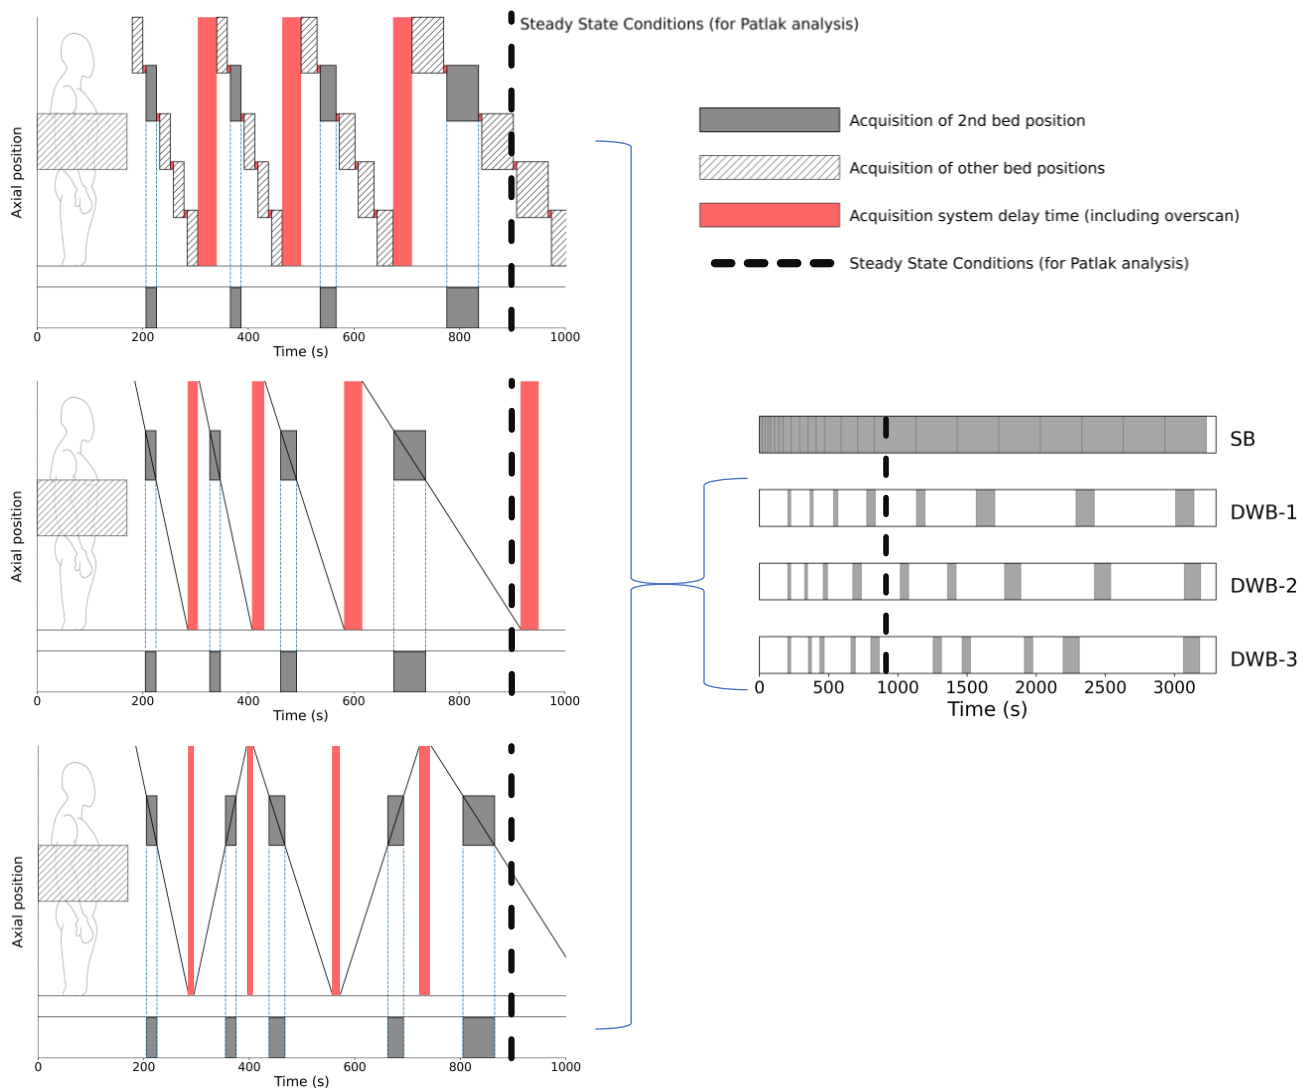 Steady State Conditions (for Patlak analysis)
Axial position
0 200 400 600 800 1000
Time (s)
Acquisition of 2nd bed position
Acquisition of other bed positions
Acquisition system delay time (including overscan)
Steady State Conditions (for Patlak analysis)
Axial position
0 200 400 600 800 1000
Time (s)
SB
DWB-1
DWB-2
DWB-3
0 500 1000 1500 2000 2500 3000
Time (s)
Axial position
0 200 400 600 800 1000
Time (s)